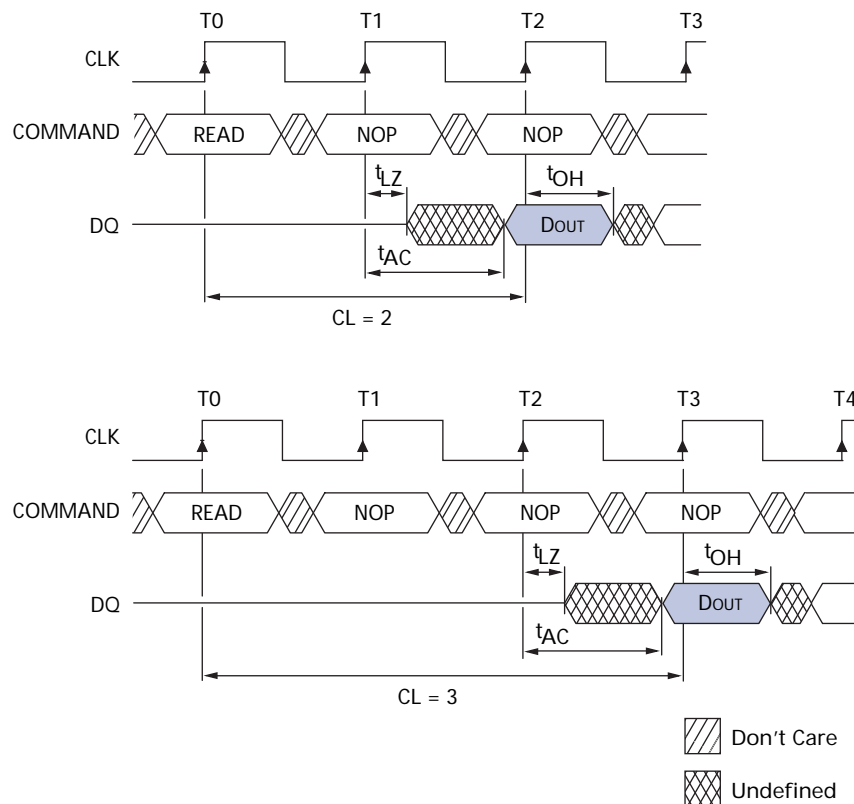 T0 T1 T2 T3
CLK
COMMAND READ NOP NOP
tLZ tOH
DQ DOUT
tAC
CL = 2
T0 T1 T2 T3 T4
CLK
COMMAND READ NOP NOP NOP
tLZ tOH
DQ DOUT
tAC
CL = 3
Don't Care
Undefined